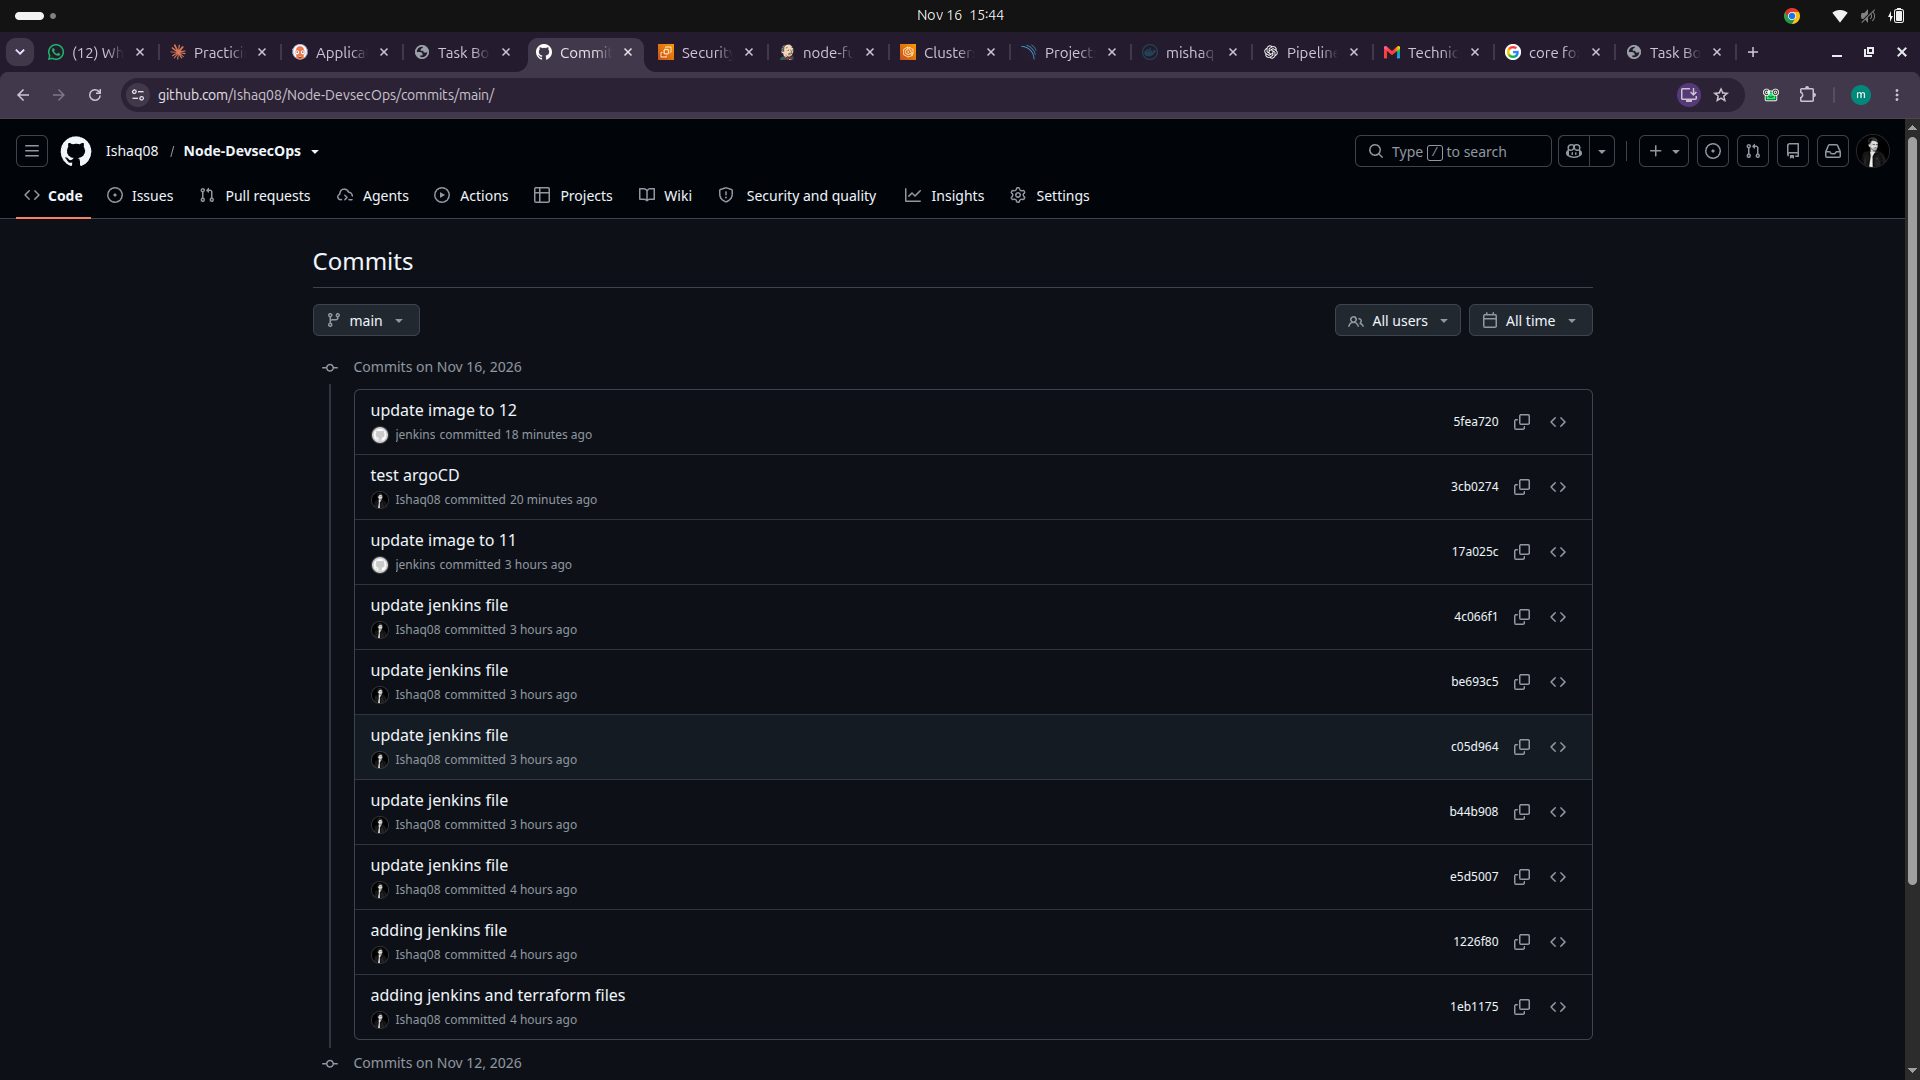 Nov 16 15:44
(12) Wh
Practici
Applica
Task Bo
Commi
Security
node-fu
Cluster
Project
mishaq
Pipeline
Technic
core fo
Task Bo
github.com/Ishaq08/Node-DevsecOps/commits/main/
m
Ishaq08 / Node-DevsecOps
Type / to search
Code
Issues
Pull requests
Agents
Actions
Projects
Wiki
Security and quality
Insights
Settings
Commits
main
All users
All time
Commits on Nov 16, 2026
update image to 12
5fea720
jenkins committed 18 minutes ago
test argoCD
3cb0274
Ishaq08 committed 20 minutes ago
update image to 11
17a025c
jenkins committed 3 hours ago
update jenkins file
4c066f1
Ishaq08 committed 3 hours ago
update jenkins file
be693c5
Ishaq08 committed 3 hours ago
update jenkins file
c05d964
Ishaq08 committed 3 hours ago
update jenkins file
b44b908
Ishaq08 committed 3 hours ago
update jenkins file
e5d5007
Ishaq08 committed 4 hours ago
adding jenkins file
1226f80
Ishaq08 committed 4 hours ago
adding jenkins and terraform files
1eb1175
Ishaq08 committed 4 hours ago
Commits on Nov 12, 2026